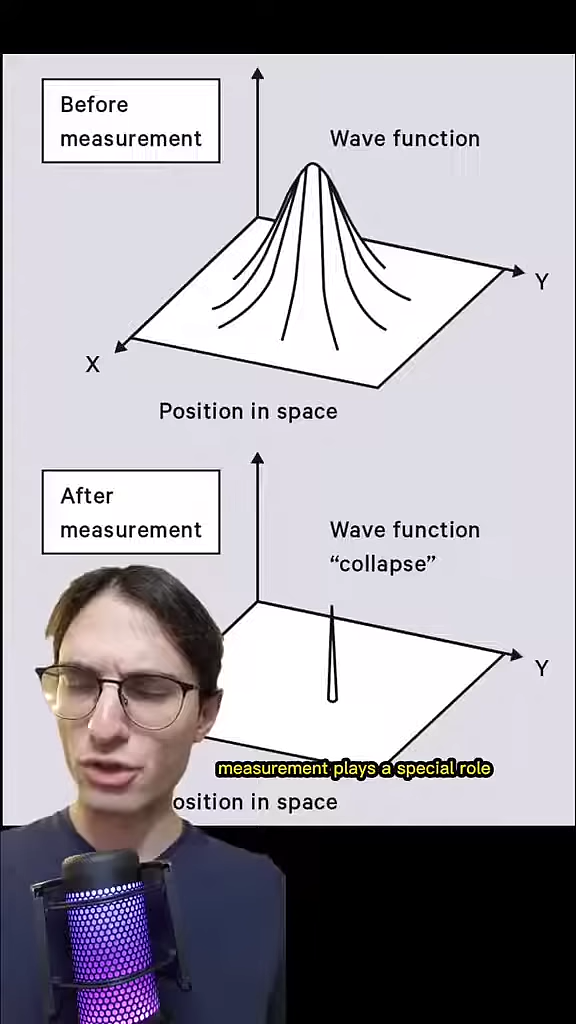 Before
measurement
Wave function
Y
X
Position in space
After
measurement
Wave function
“collapse”
Y
measurement plays a special role
osition in space